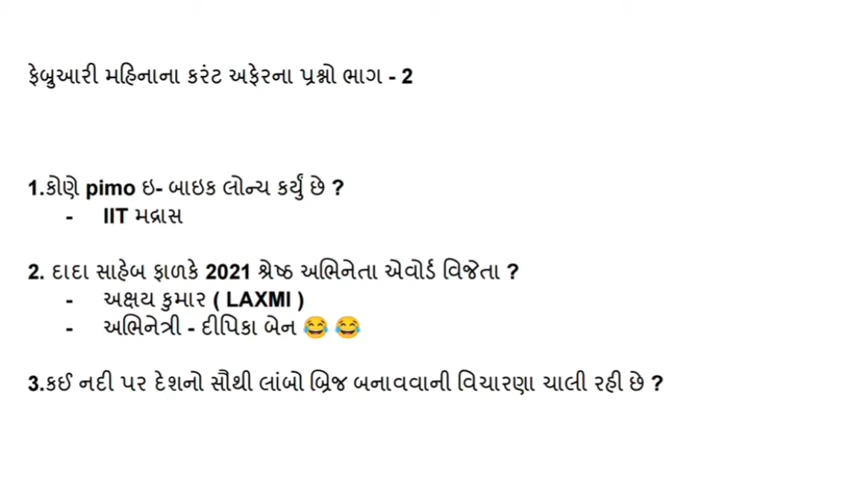 ફેબ્રુઆરી મહિનાના કરંટ અફેરના પ્રશ્નો ભાગ - 2
1.કોણે pimo ઇ- બાઇક લોન્ચ કર્યું છે ?
- IIT મદ્રાસ
2. દાદા સાહેબ ફાળકે 2021 શ્રેષ્ઠ અભિનેતા એવોર્ડ વિજેતા ?
- અક્ષય કુમાર ( LAXMI )
- અભિનેત્રી - દીપિકા બેન 😂 😂
3.કઈ નદી પર દેશનો સૌથી લાંબો બ્રિજ બનાવવાની વિચારણા ચાલી રહી છે ?